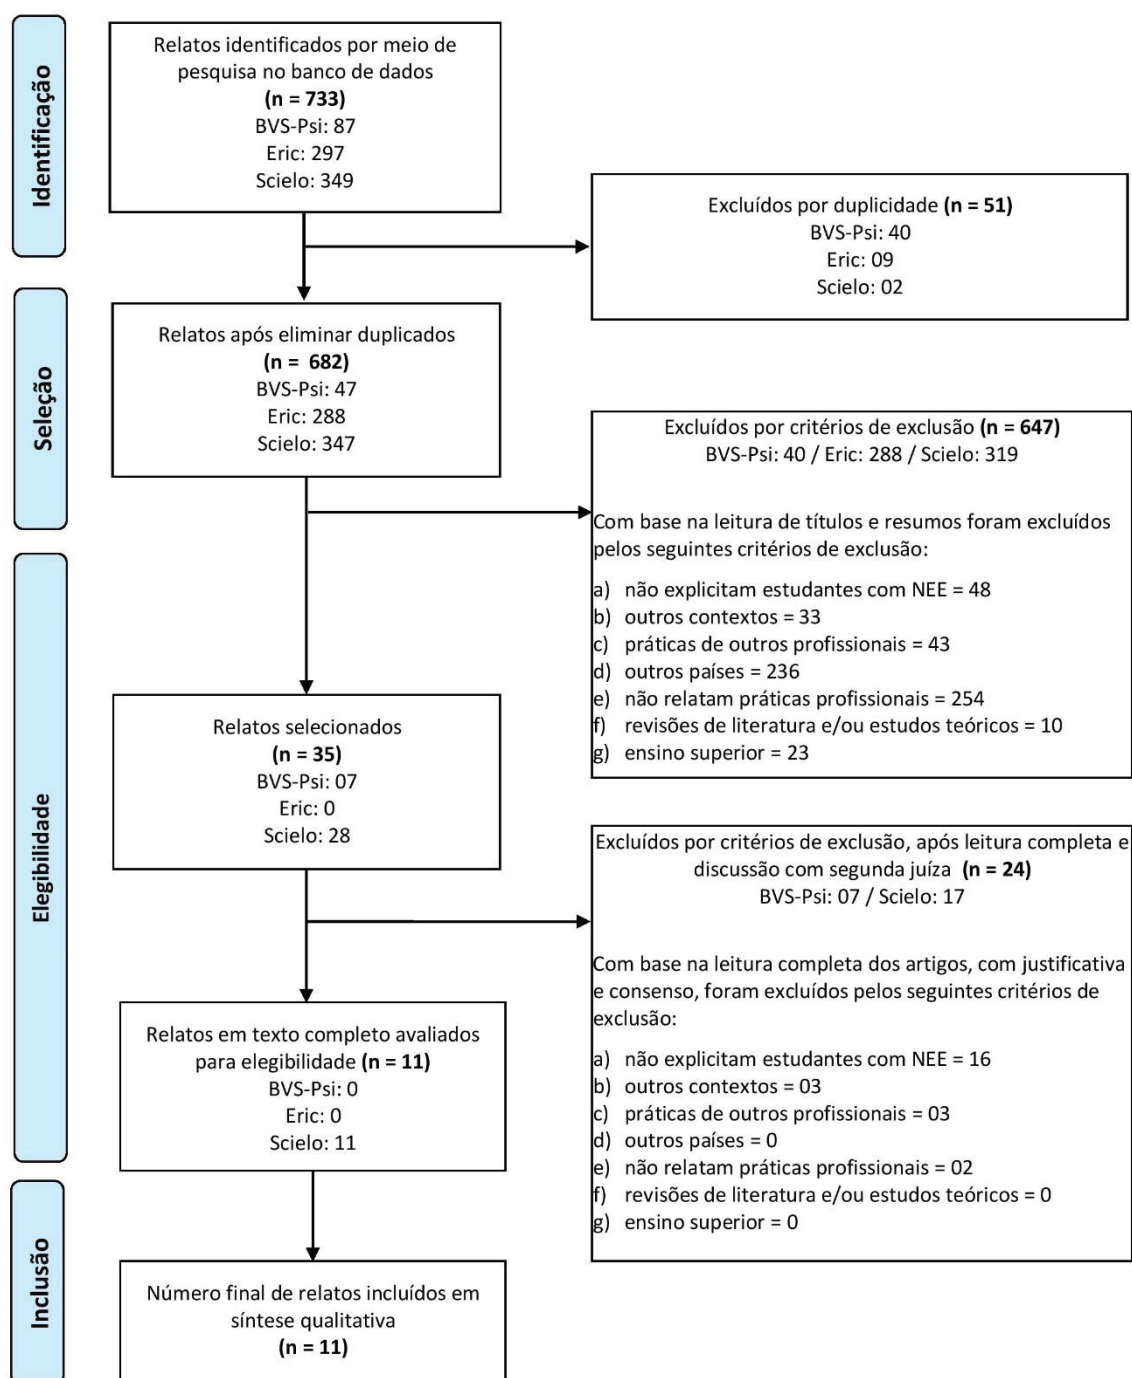 Identificação
Relatos identificados por meio de
pesquisa no banco de dados
(n = 733)
BVS-Psi: 87
Eric: 297
Scielo: 349
Excluídos por duplicidade (n = 51)
BVS-Psi: 40
Eric: 09
Scielo: 02
Seleção
Relatos após eliminar duplicados
(n = 682)
BVS-Psi: 47
Eric: 288
Scielo: 347
Excluídos por critérios de exclusão (n = 647)
BVS-Psi: 40 / Eric: 288 / Scielo: 319
Com base na leitura de títulos e resumos foram excluídos
pelos seguintes critérios de exclusão:
a) não explicitam estudantes com NEE = 48
b) outros contextos = 33
c) práticas de outros profissionais = 43
d) outros países = 236
e) não relatam práticas profissionais = 254
f) revisões de literatura e/ou estudos teóricos = 10
g) ensino superior = 23
Elegibilidade
Relatos selecionados
(n = 35)
BVS-Psi: 07
Eric: 0
Scielo: 28
Excluídos por critérios de exclusão, após leitura completa e
discussão com segunda juíza (n = 24)
BVS-Psi: 07 / Scielo: 17
Com base na leitura completa dos artigos, com justificativa
e consenso, foram excluídos pelos seguintes critérios de
exclusão:
a) não explicitam estudantes com NEE = 16
b) outros contextos = 03
c) práticas de outros profissionais = 03
d) outros países = 0
e) não relatam práticas profissionais = 02
f) revisões de literatura e/ou estudos teóricos = 0
g) ensino superior = 0
Relatos em texto completo avaliados
para elegibilidade (n = 11)
BVS-Psi: 0
Eric: 0
Scielo: 11
Inclusão
Número final de relatos incluídos em
síntese qualitativa
(n = 11)